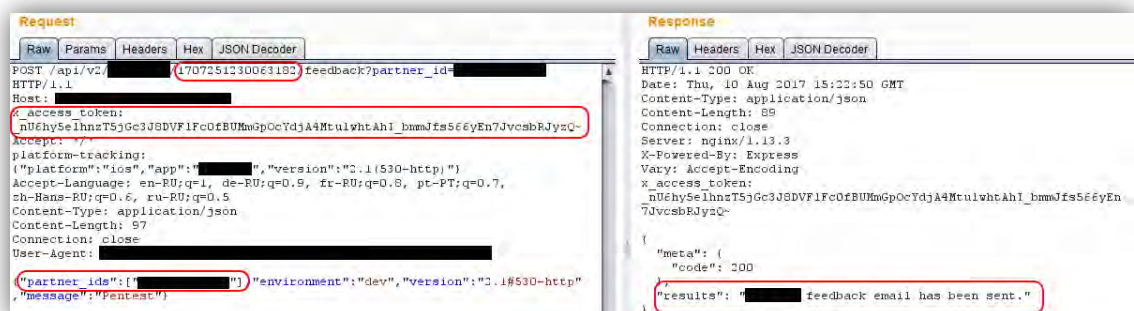 Request
Raw Params Headers Hex JSON Decoder
POST /api/v2/ /1707251230063182/feedback?partner_id=
HTTP/1.1
Host:
x_access_token:
_nU6hy5elhnzT5jGc3J8DVF1FcOfBUMmGpOcYdjA4MtulwhtAhI_bmmJfs566yEn7JvcsbRJyzQ~
Accept: */*
platform-tracking:
{"platform":"ios","app":" ","version":"2.1(530-http)"}
Accept-Language: en-RU;q=1, de-RU;q=0.9, fr-RU;q=0.8, pt-PT;q=0.7,
zh-Hans-RU;q=0.6, ru-RU;q=0.5
Content-Type: application/json
Content-Length: 97
Connection: close
User-Agent:
{"partner_ids":[" "],"environment":"dev","version":"2.1#530-http"
,"message":"Pentest"}
Response
Raw Headers Hex JSON Decoder
HTTP/1.1 200 OK
Date: Thu, 10 Aug 2017 15:22:50 GMT
Content-Type: application/json
Content-Length: 89
Connection: close
Server: nginx/1.13.3
X-Powered-By: Express
Vary: Accept-Encoding
x_access_token:
_nU6hy5elhnzT5jGc3J8DVF1FcOfBUMmGpOcYdjA4MtulwhtAhI_bmmJfs566yEn
7JvcsbRJyzQ~
{
"meta": {
"code": 200
},
"results": " feedback email has been sent."
}